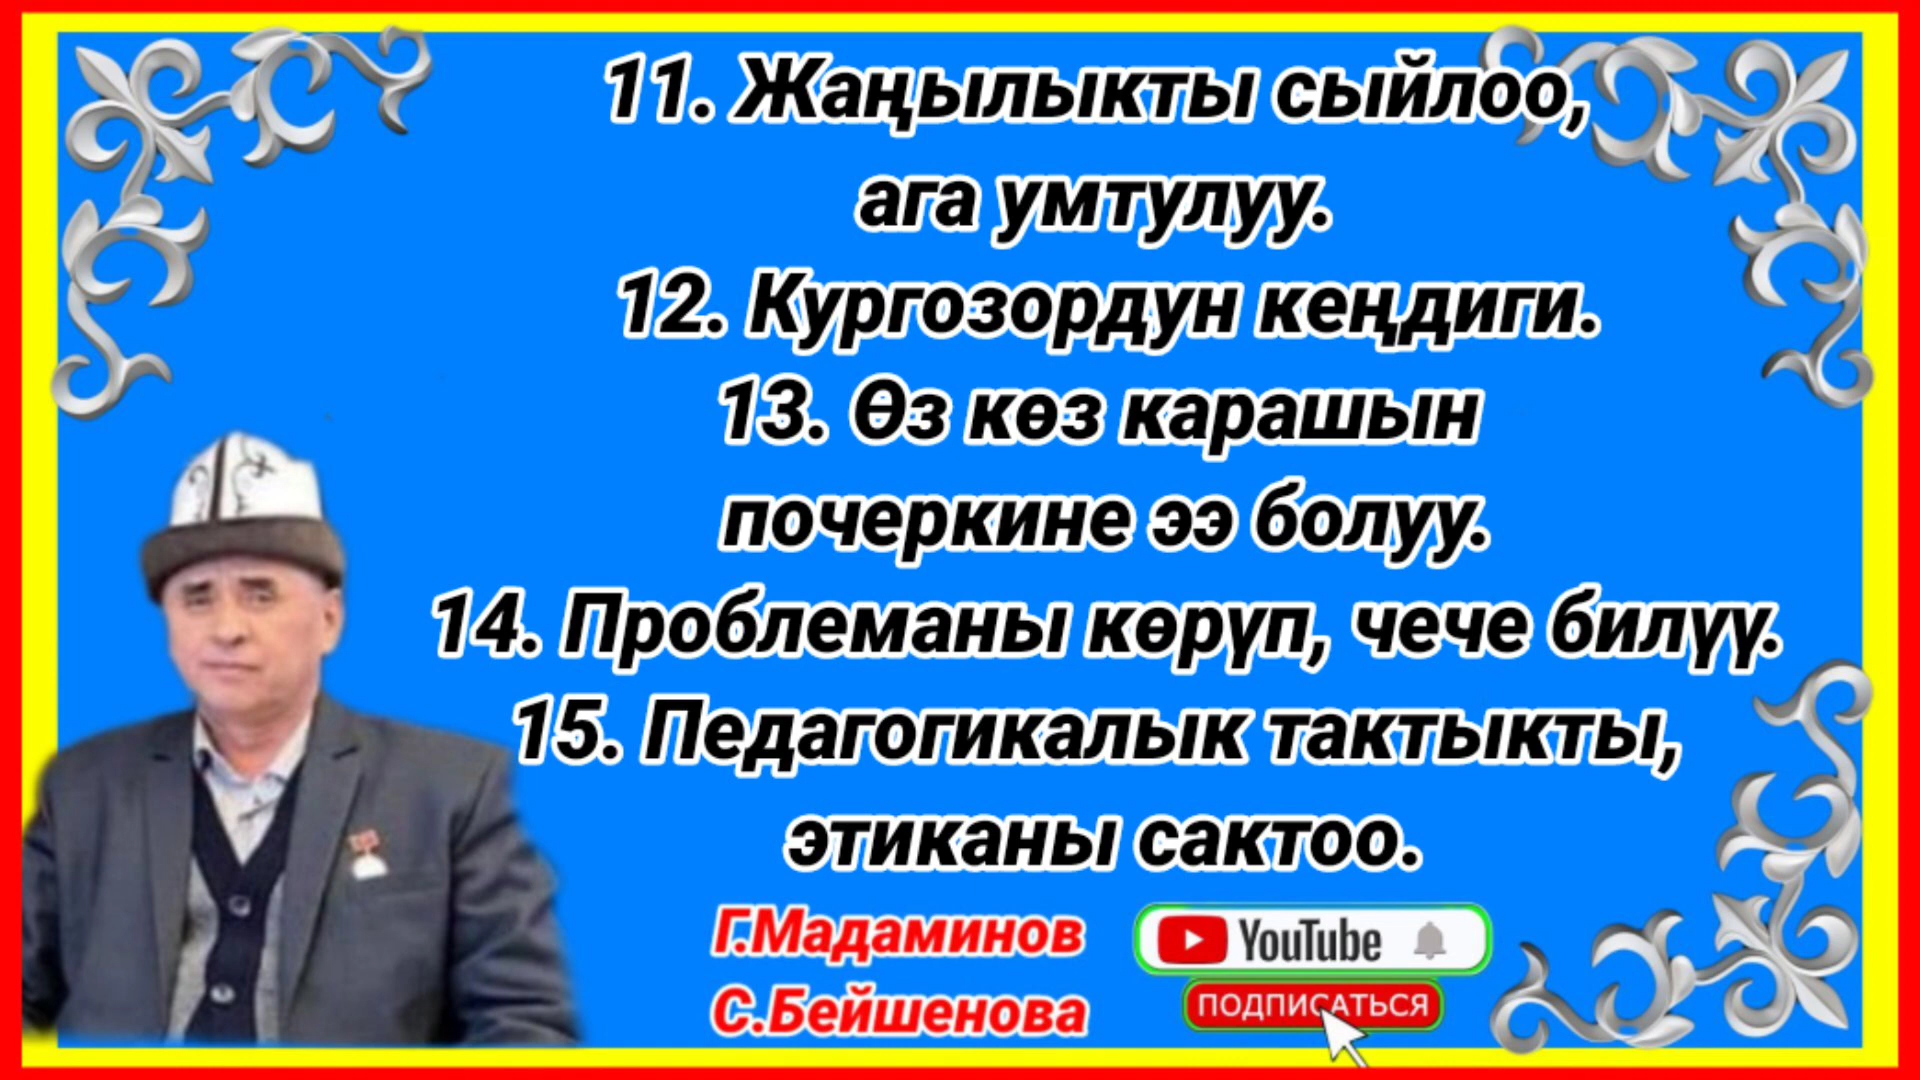 11. Жаңылыкты сыйлоо,
ага умтулуу.
12. Кургозордун кеңдиги.
13. Өз көз карашын
почеркине ээ болуу.
14. Проблеманы көрүп, чече билүү.
15. Педагогикалык тактыкты,
этиканы сактоо.
Г.Мадаминов
С.Бейшенова
YouTube
ПОДПИСАТЬСЯ